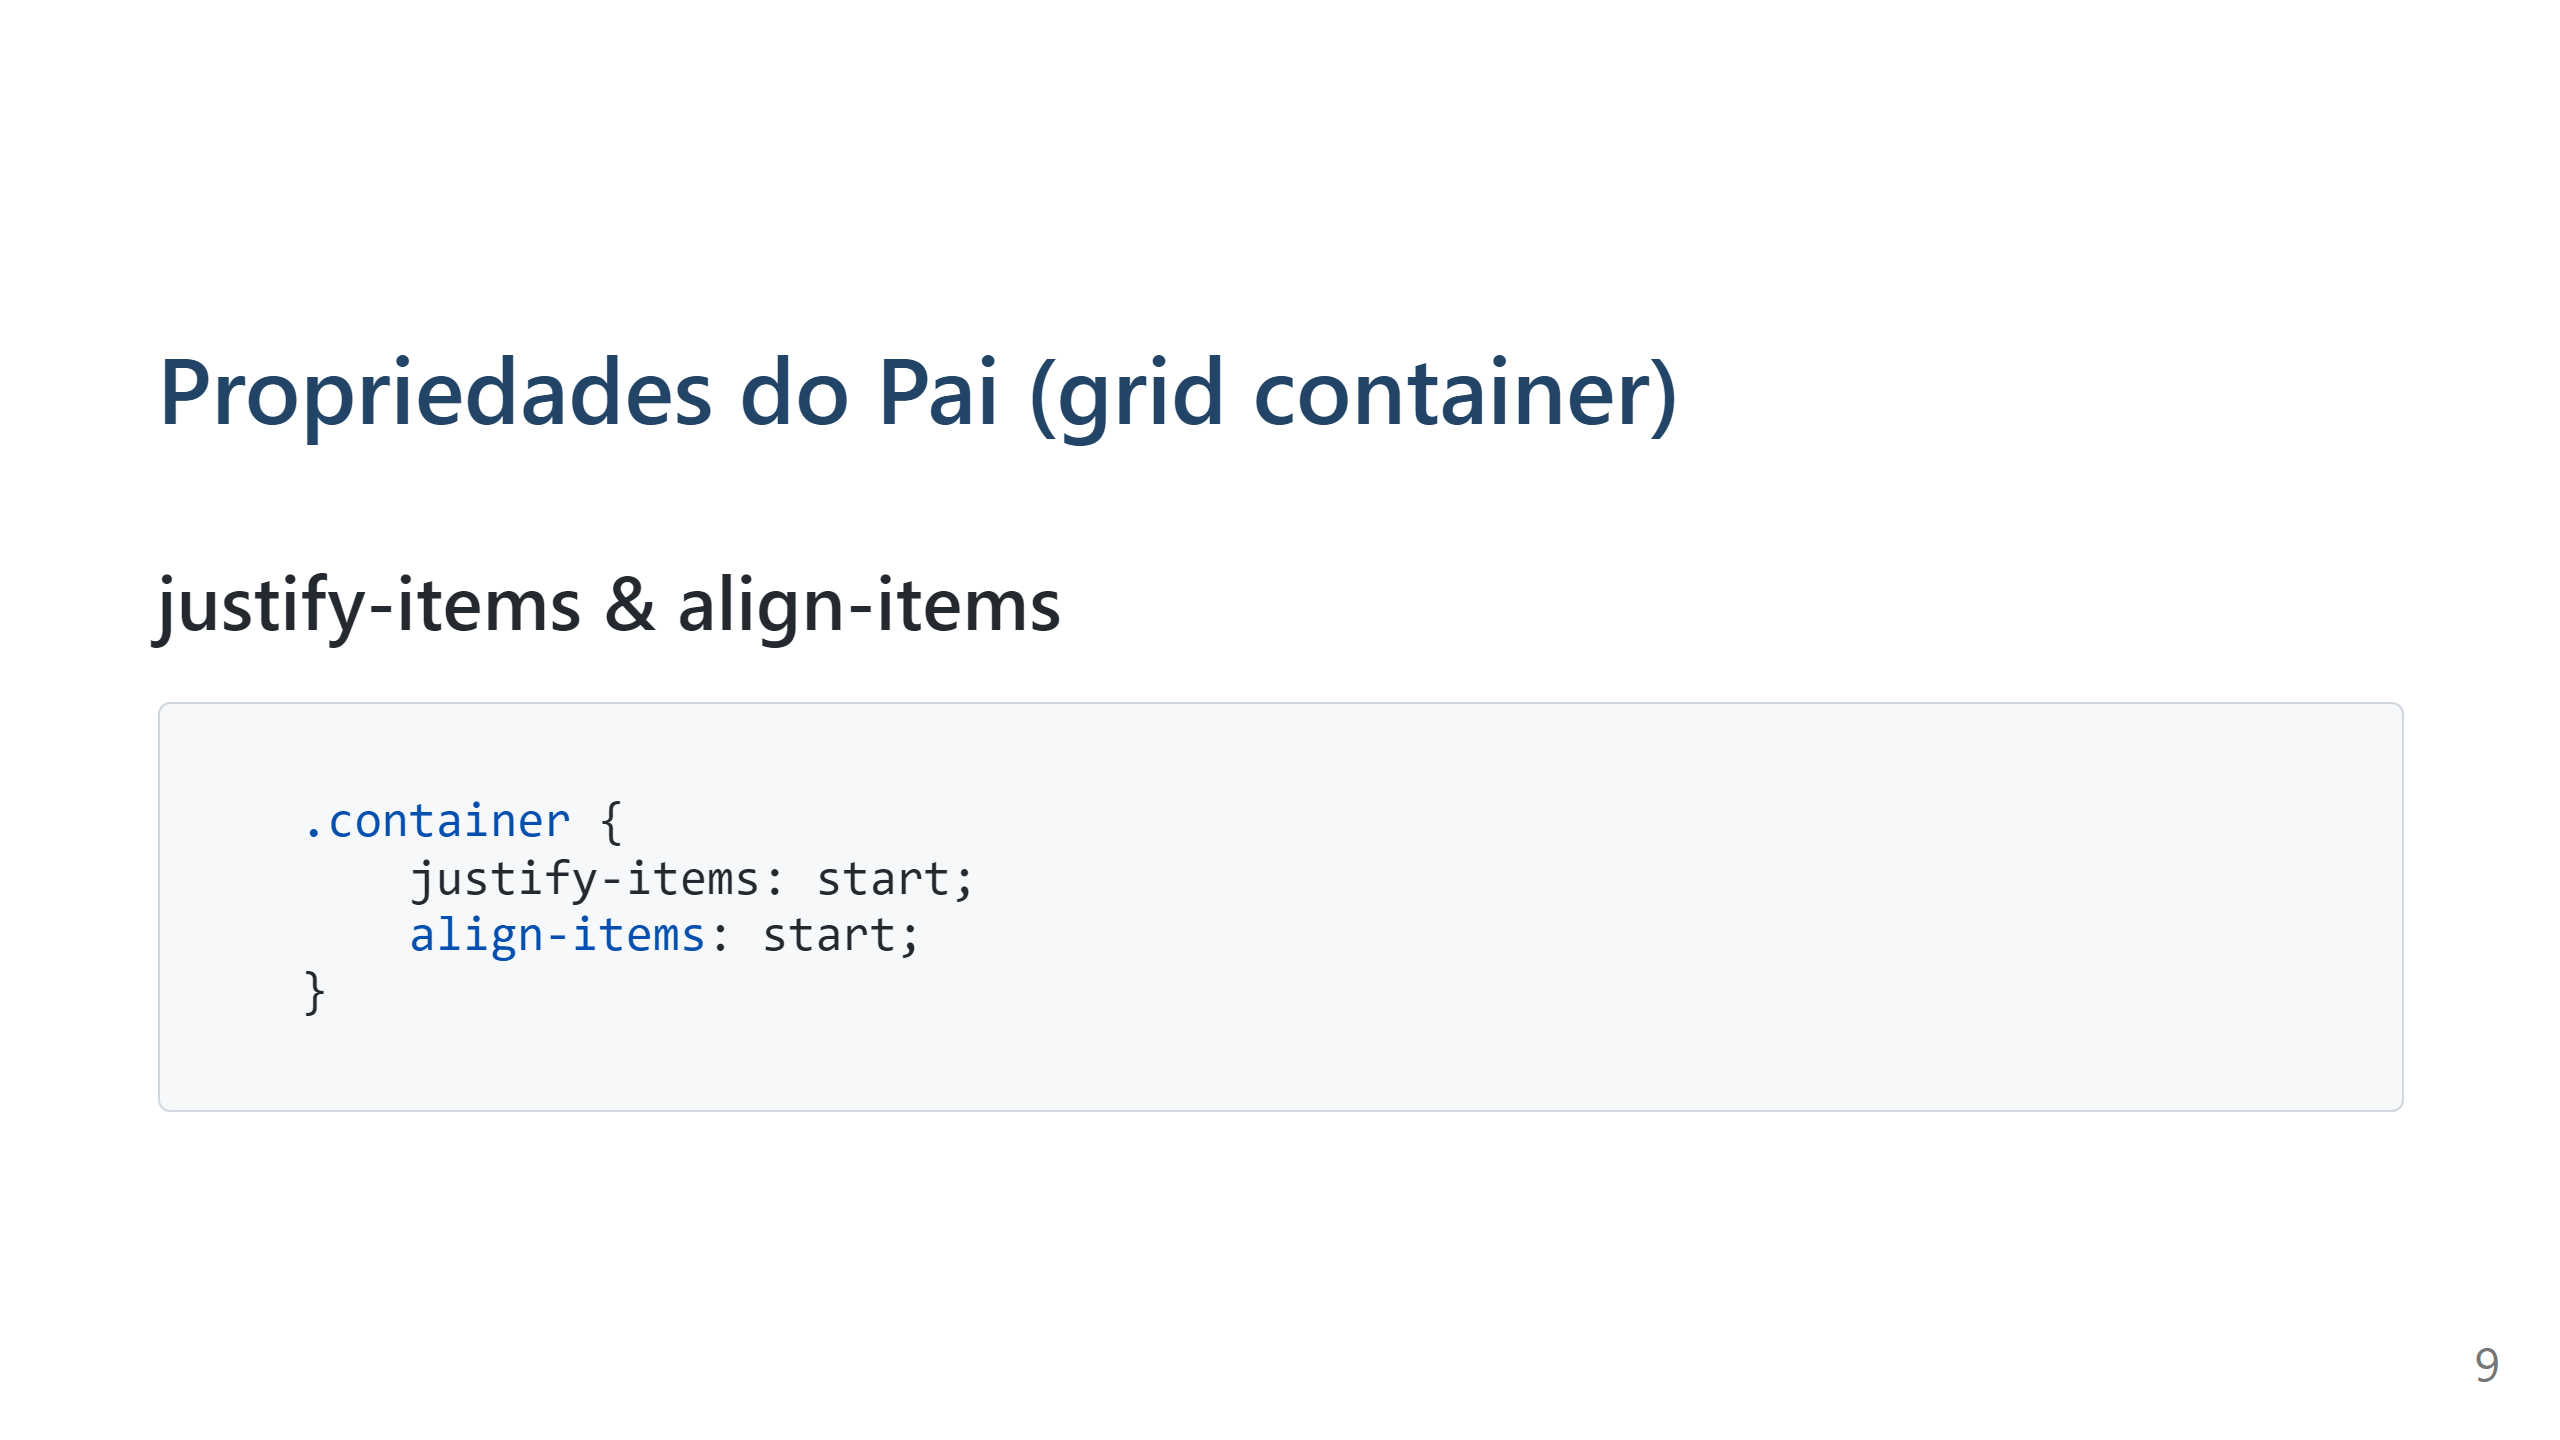 Propriedades do Pai (grid container)
justify-items & align-items
.container {
    justify-items: start;
    align-items: start;
}
9